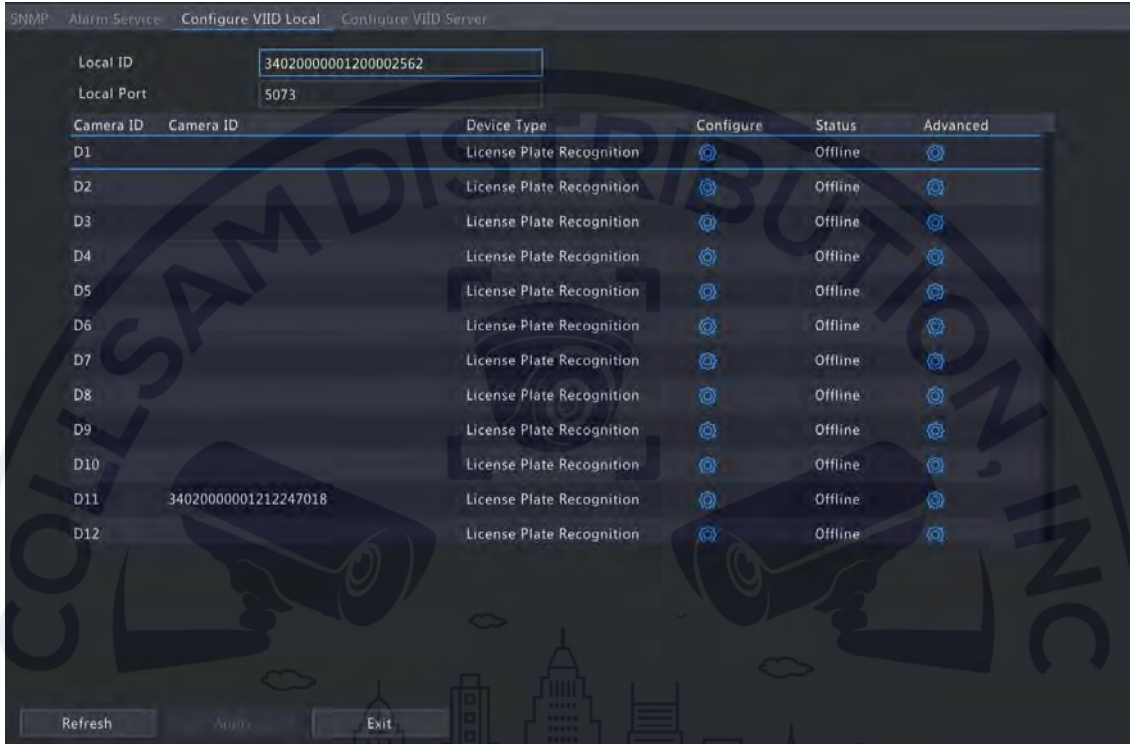 SNMP Alarm Service Configure VIID Local Configure VIID Server
Local ID 34020000001200002562
Local Port 5073
Camera ID Camera ID Device Type Configure Status Advanced
D1 License Plate Recognition Offline
D2 License Plate Recognition Offline
D3 License Plate Recognition Offline
D4 License Plate Recognition Offline
D5 License Plate Recognition Offline
D6 License Plate Recognition Offline
D7 License Plate Recognition Offline
D8 License Plate Recognition Offline
D9 License Plate Recognition Offline
D10 License Plate Recognition Offline
D11 34020000001212247018 License Plate Recognition Offline
D12 License Plate Recognition Offline
Refresh Apply Exit
COLLSAM DISTRIBUTION, INC